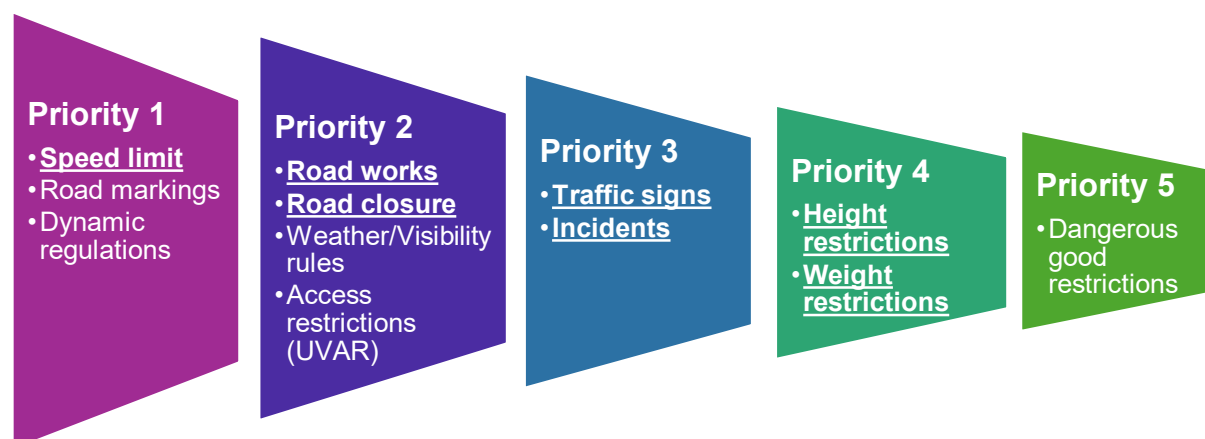 Priority 1
•Speed limit
•Road markings
•Dynamic
regulations
Priority 2
•Road works
•Road closure
•Weather/Visibility
rules
•Access
restrictions
(UVAR)
Priority 3
•Traffic signs
•Incidents
Priority 4
•Height
restrictions
•Weight
restrictions
Priority 5
•Dangerous
good
restrictions